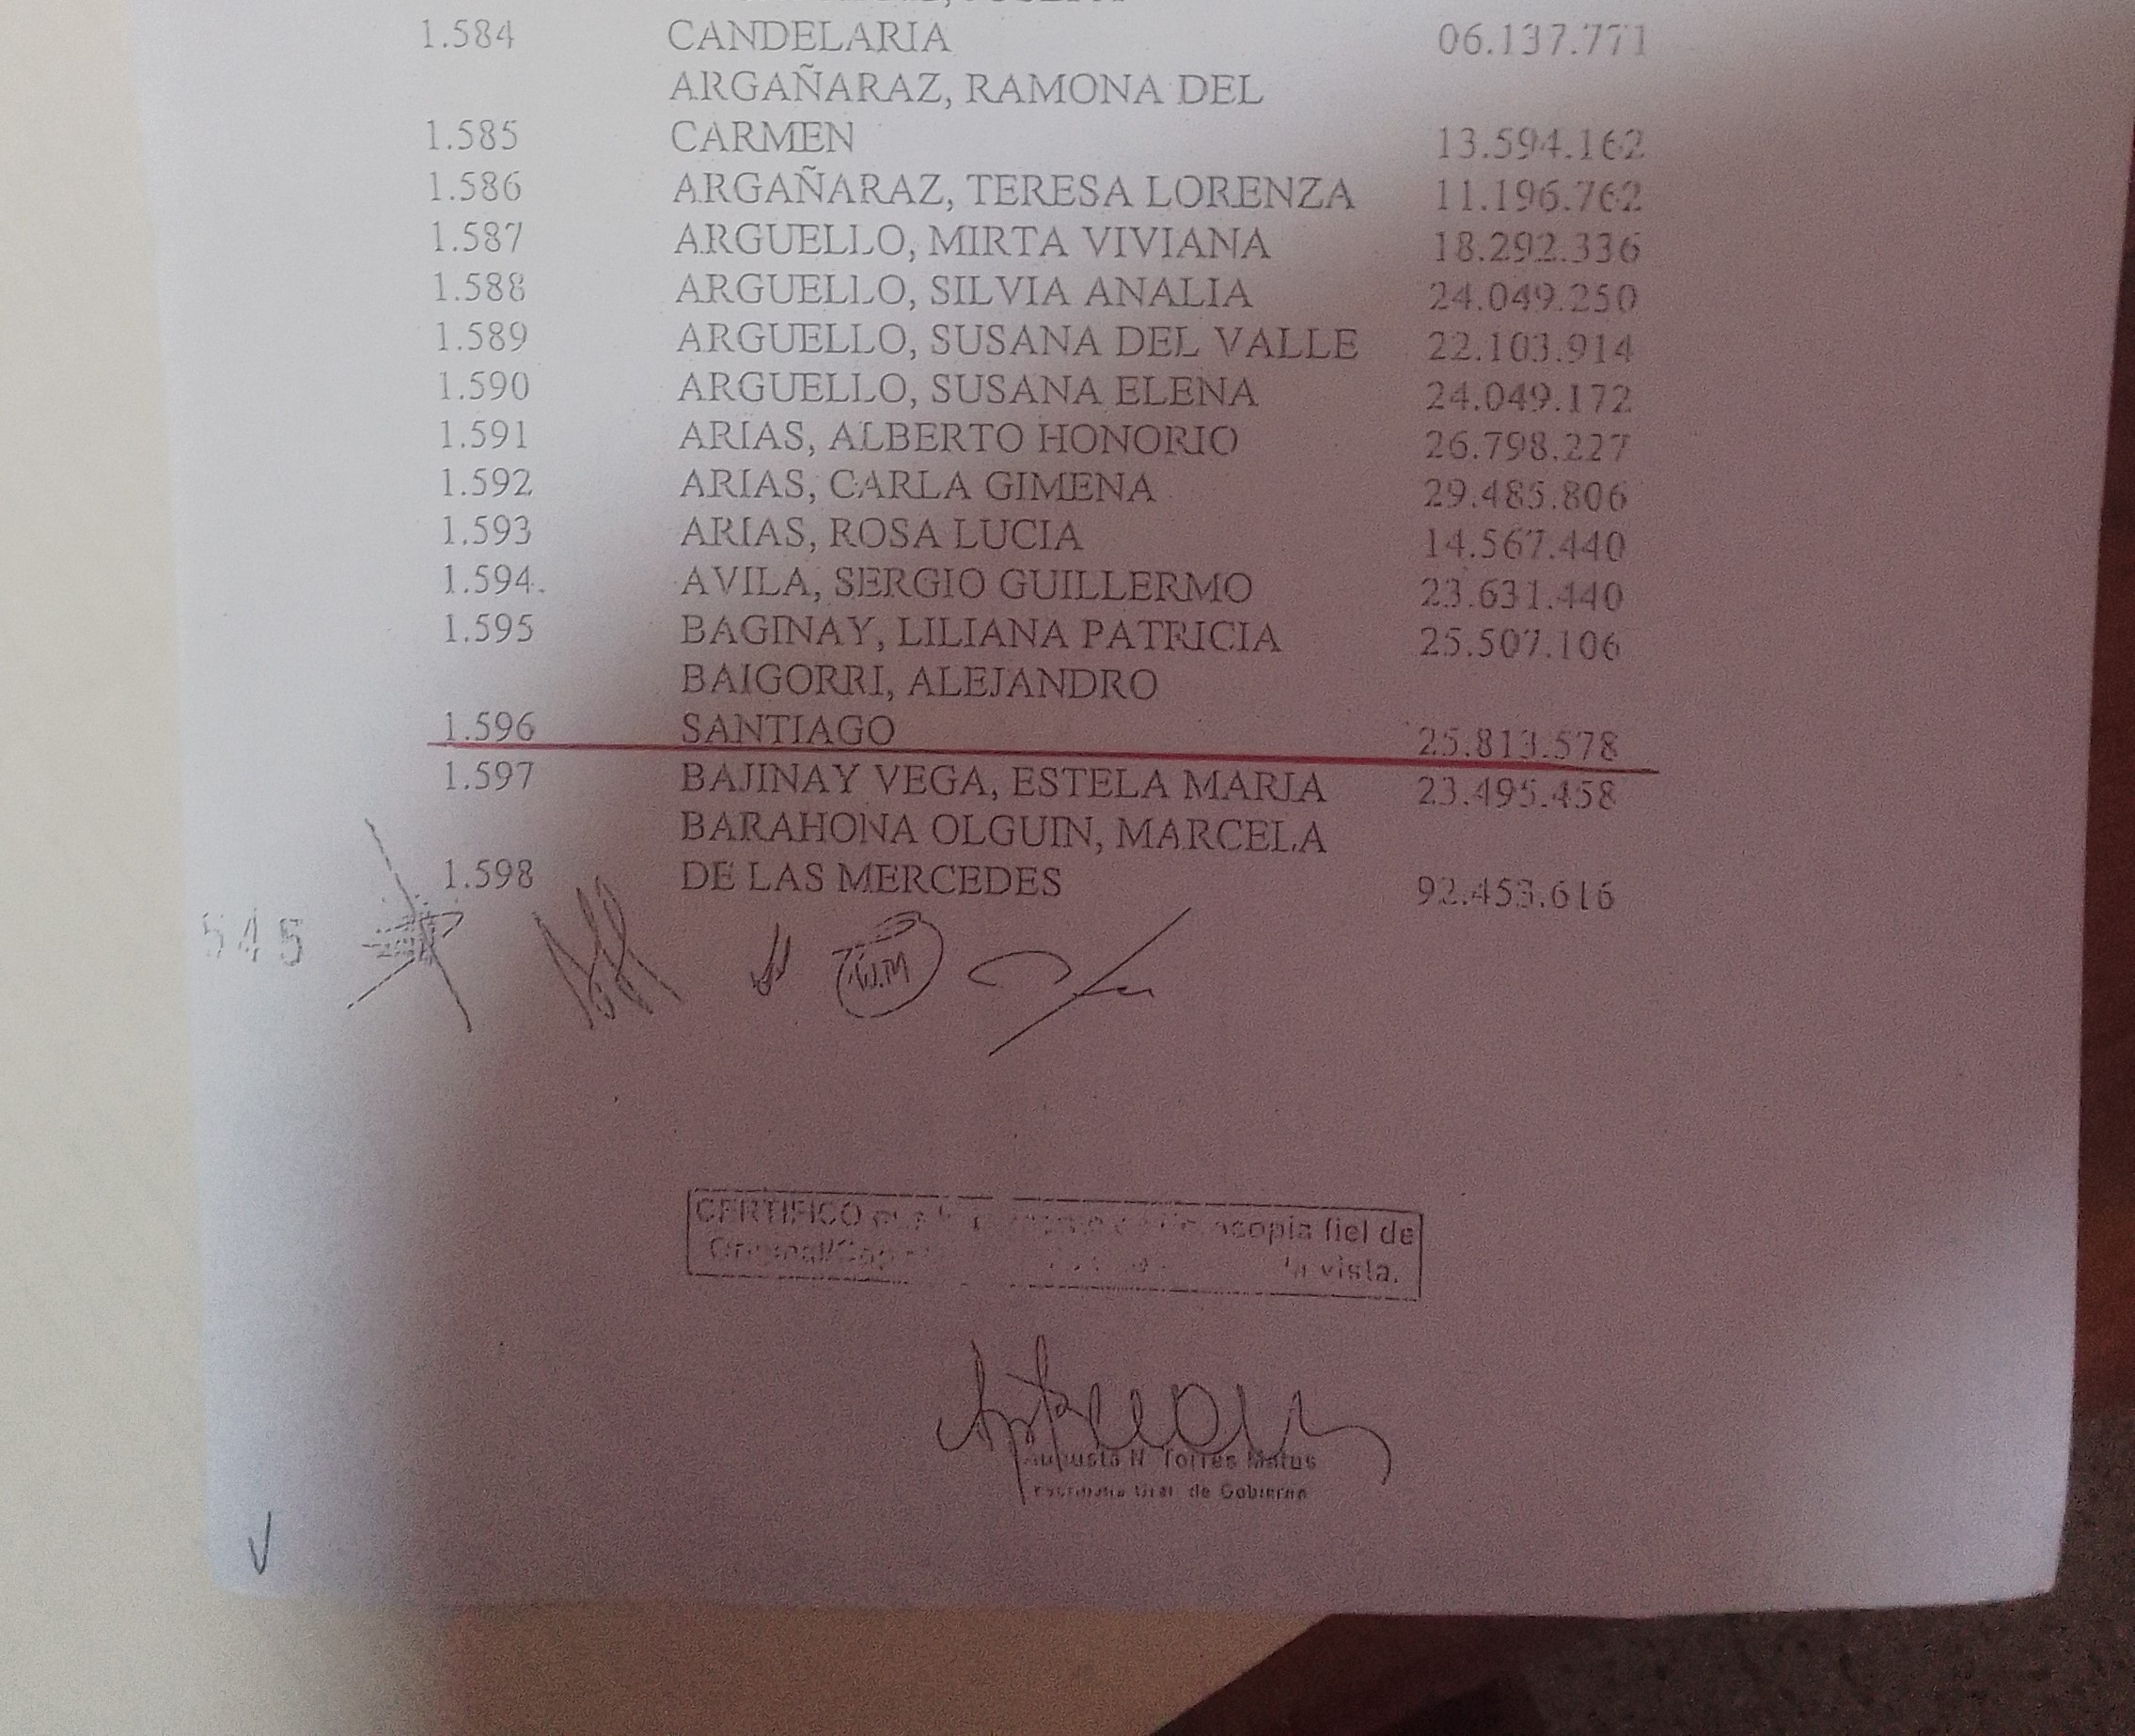 1.584 CANDELARIA 06.137.771
ARGAÑARAZ, RAMONA DEL
1.585 CARMEN 13.594.162
1.586 ARGAÑARAZ, TERESA LORENZA 11.196.762
1.587 ARGUELLO, MIRTA VIVIANA 18.292.336
1.588 ARGUELLO, SILVIA ANALIA 24.049.250
1.589 ARGUELLO, SUSANA DEL VALLE 22.103.914
1.590 ARGUELLO, SUSANA ELENA 24.049.172
1.591 ARIAS, ALBERTO HONORIO 26.798.227
1.592 ARIAS, CARLA GIMENA 29.485.806
1.593 ARIAS, ROSA LUCIA 14.567.440
1.594. AVILA, SERGIO GUILLERMO 23.631.440
1.595 BAGINAY, LILIANA PATRICIA 25.507.106
BAIGORRI, ALEJANDRO
1.596 SANTIAGO 25.813.578
1.597 BAJINAY VEGA, ESTELA MARIA 23.495.458
BARAHONA OLGUIN, MARCELA
1.598 DE LAS MERCEDES 92.453.616
545
CERTIFICO fiel de
vista.
Augusta N Torres Matus
de Gobierno